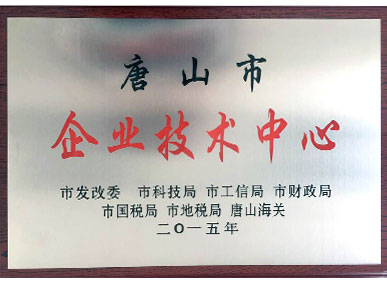 唐山市
企业技术中心
市发改委 市科技局 市工信局 市财政局
市国税局 市地税局 唐山海关
二〇一五年